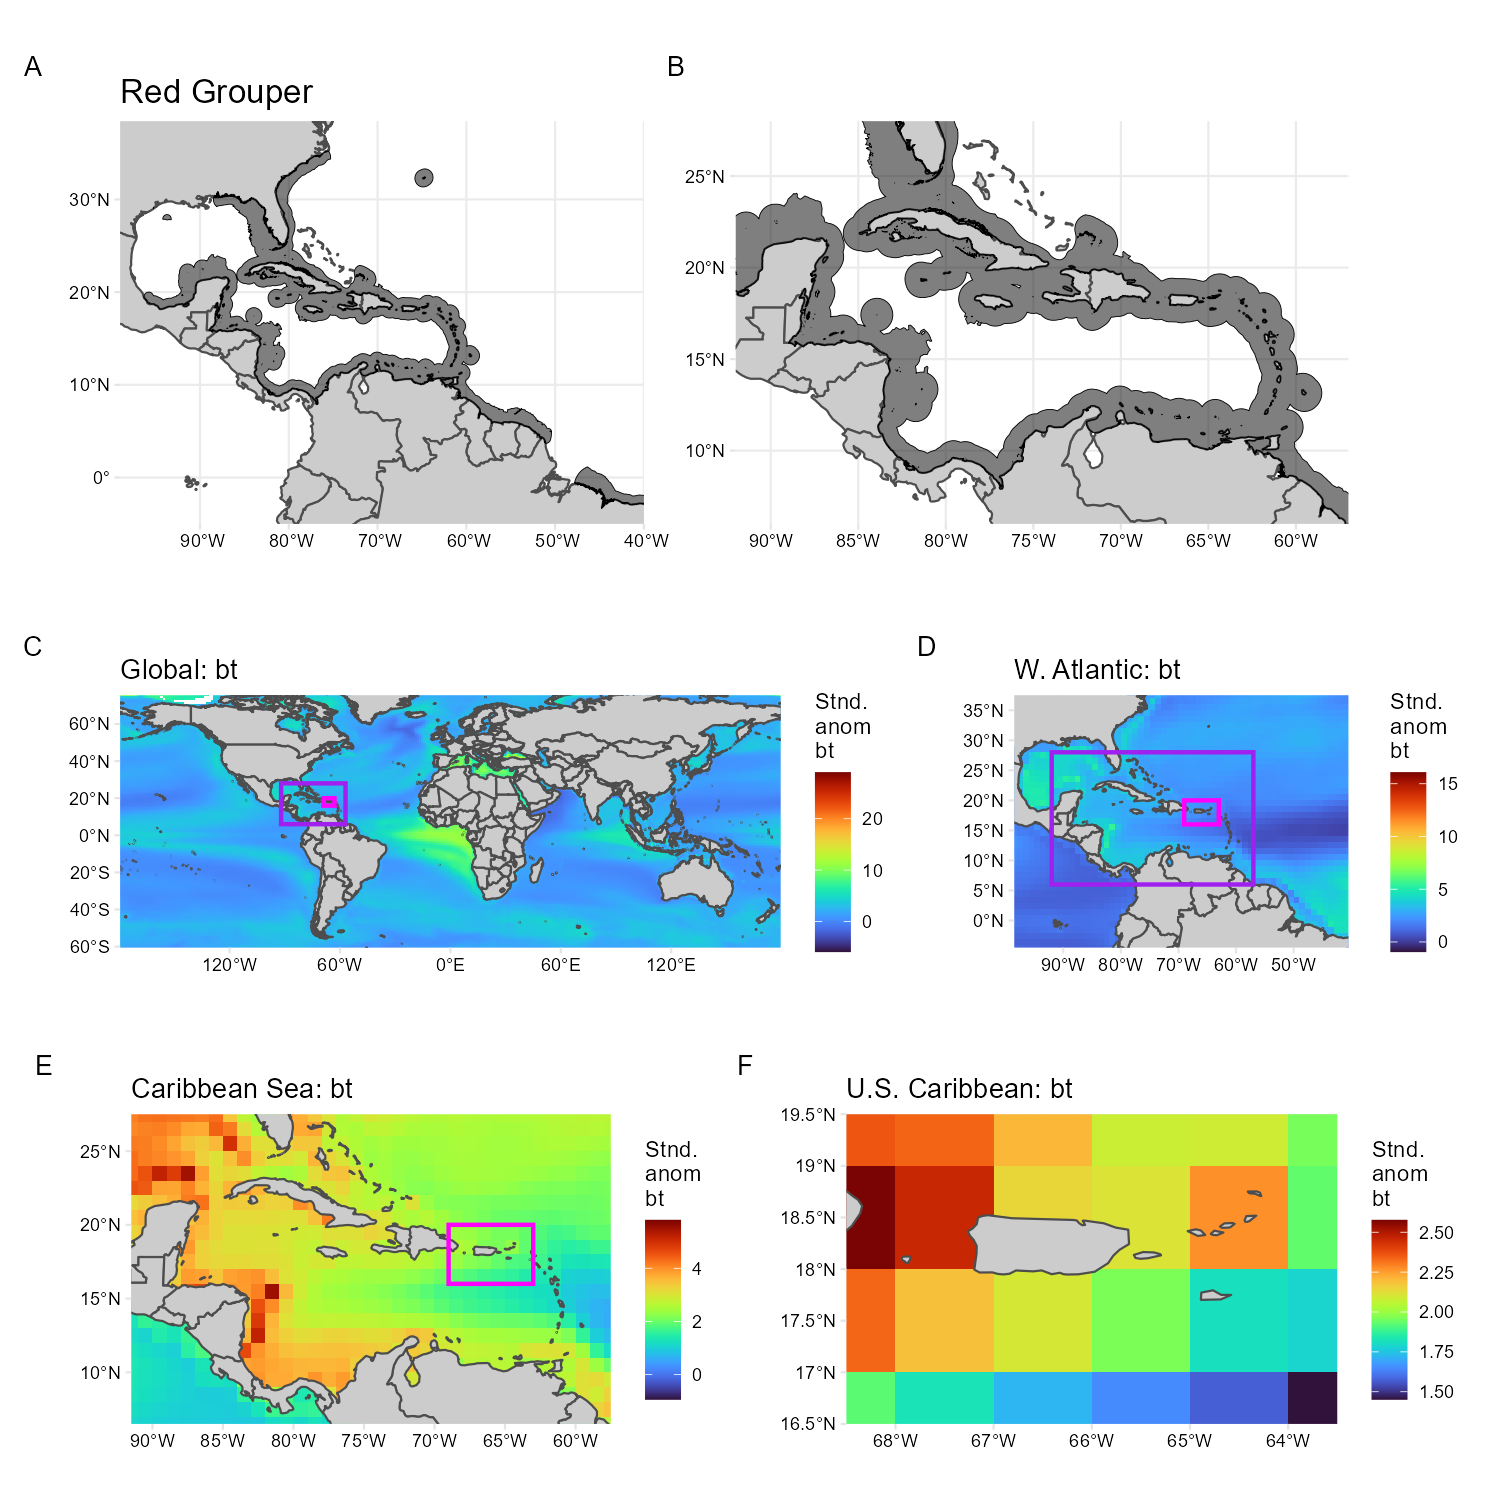 A
B
Red Grouper
30°N
20°N
10°N
0°
90°W 80°W 70°W 60°W 50°W 40°W
25°N
20°N
15°N
10°N
90°W 85°W 80°W 75°W 70°W 65°W 60°W
C
Global: bt
60°N
40°N
20°N
0°N
20°S
40°S
60°S
120°W 60°W 0°E 60°E 120°E
Stnd.
anom
bt
20
10
0
D
W. Atlantic: bt
35°N
30°N
25°N
20°N
15°N
10°N
5°N
0°N
90°W 80°W 70°W 60°W 50°W
Stnd.
anom
bt
15
10
5
0
E
Caribbean Sea: bt
25°N
20°N
15°N
10°N
90°W 85°W 80°W 75°W 70°W 65°W 60°W
Stnd.
anom
bt
4
2
0
F
U.S. Caribbean: bt
19.5°N
19°N
18.5°N
18°N
17.5°N
17°N
16.5°N
68°W 67°W 66°W 65°W 64°W
Stnd.
anom
bt
2.50
2.25
2.00
1.75
1.50